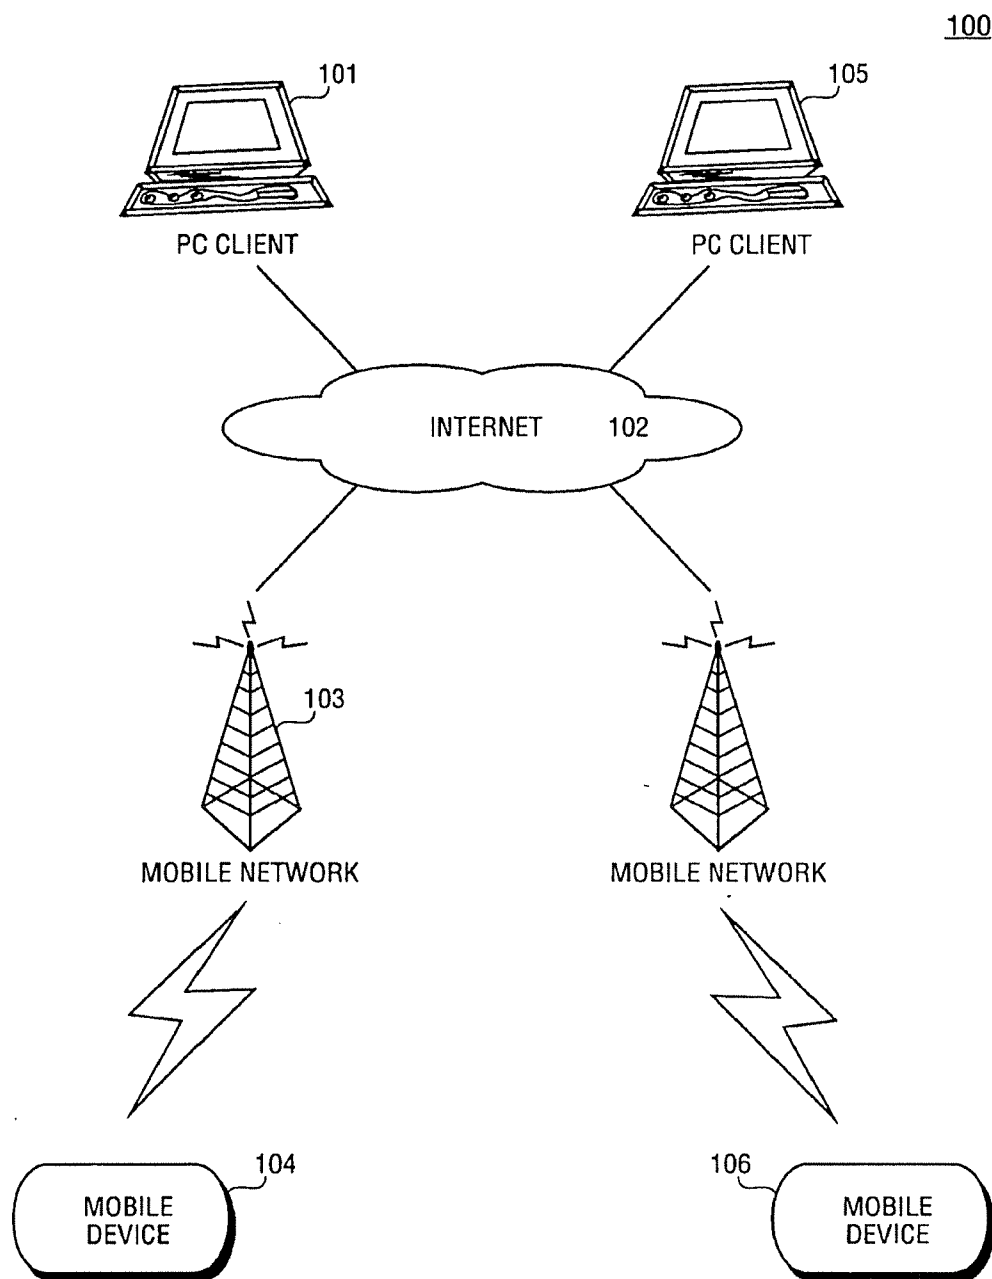 100
101
105
PC CLIENT
PC CLIENT
INTERNET 102
103
MOBILE NETWORK
MOBILE NETWORK
104
106
MOBILE
DEVICE
MOBILE
DEVICE